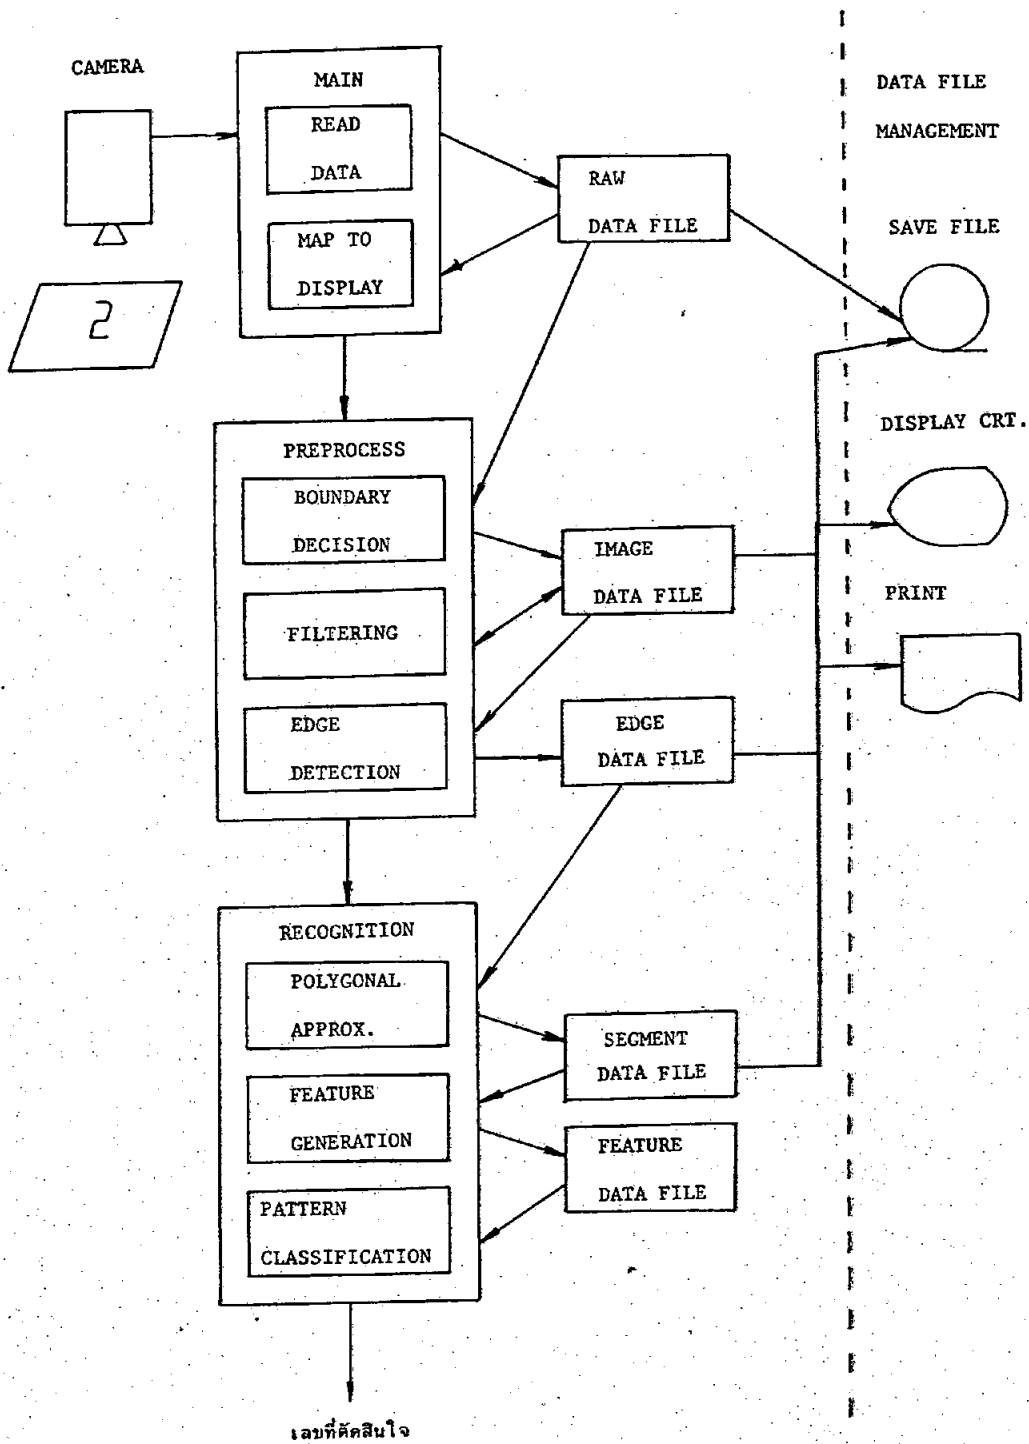 CAMERA
2
MAIN
READ
DATA
MAP TO
DISPLAY
RAW
DATA FILE
DATA FILE
MANAGEMENT
SAVE FILE
DISPLAY CRT.
PRINT
PREPROCESS
BOUNDARY
DECISION
FILTERING
EDGE
DETECTION
IMAGE
DATA FILE
EDGE
DATA FILE
RECOGNITION
POLYGONAL
APPROX.
FEATURE
GENERATION
PATTERN
CLASSIFICATION
SEGMENT
DATA FILE
FEATURE
DATA FILE
เลขที่ตัดสินใจ